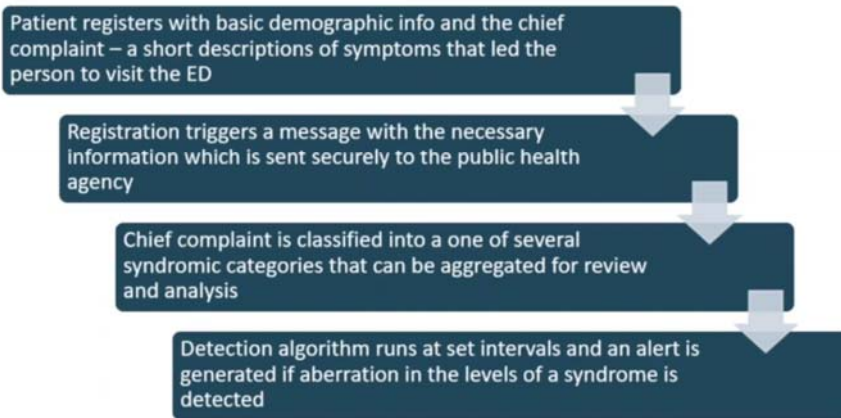 Patient registers with basic demographic info and the chief
complaint – a short descriptions of symptoms that led the
person to visit the ED
Registration triggers a message with the necessary
information which is sent securely to the public health
agency
Chief complaint is classified into a one of several
syndromic categories that can be aggregated for review
and analysis
Detection algorithm runs at set intervals and an alert is
generated if aberration in the levels of a syndrome is
detected